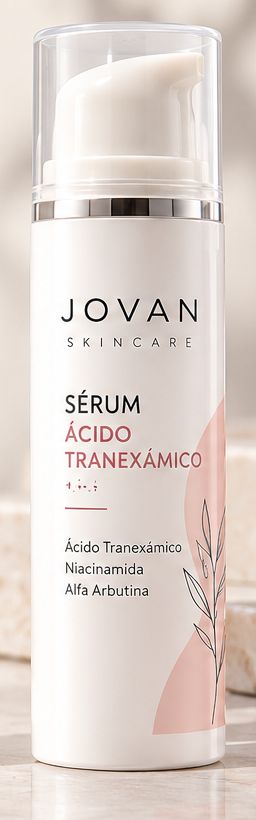 JOVAN
SKINCARE
SÉRUM
ÁCIDO
TRANEXÁMICO
Ácido Tranexámico
Niacinamida
Alfa Arbutina